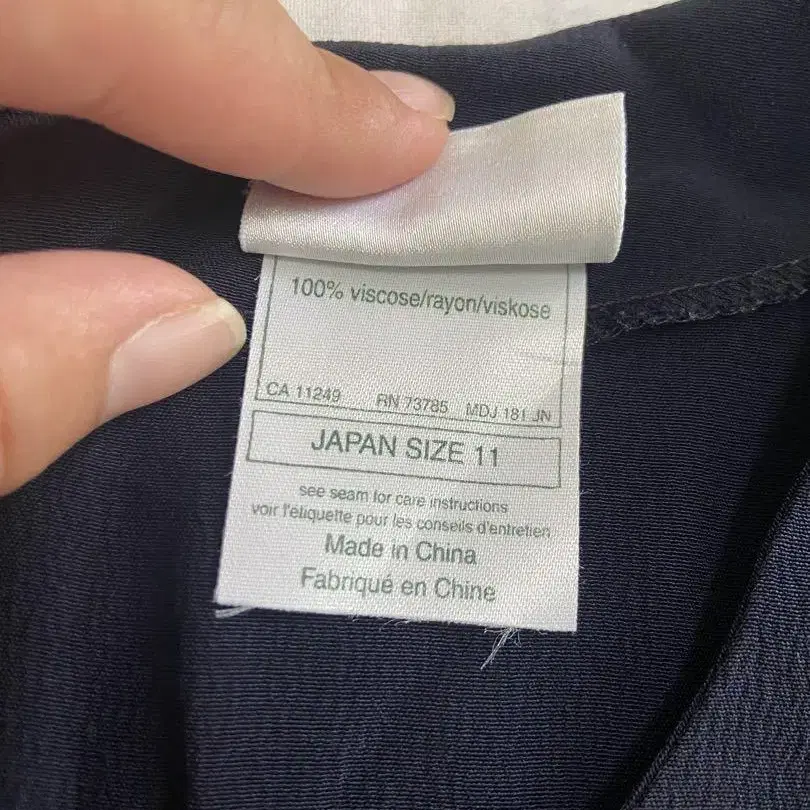 100% viscose/rayon/viskose
CA 11249 RN 73785 MDJ 181 JN
JAPAN SIZE 11
see seam for care instructions
voir l'étiquette pour les conseils d'entretien
Made in China
Fabriqué en Chine